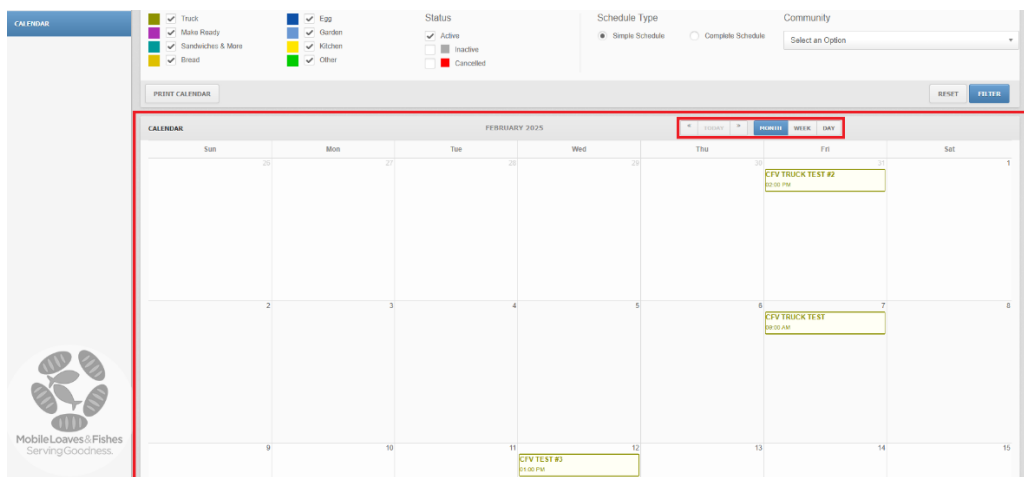 CALENDAR
Truck
Make Ready
Sandwiches & More
Bread
Egg
Garden
Kitchen
Other
Status
Active
Inactive
Cancelled
Schedule Type
Simple Schedule
Complete Schedule
Community
Select an Option
PRINT CALENDAR
RESET
FILTER
CALENDAR
FEBRUARY 2025
TODAY
MONTH
WEEK
DAY
Sun Mon Tue Wed Thu Fri Sat
26 27 28 29 30 31 1
CFV TRUCK TEST #2
02:00 PM
2 3 4 5 6 7 8
CFV TRUCK TEST
08:00 AM
9 10 11 12 13 14 15
CFV TEST #3
01:00 PM
MobileLoaves&Fishes
Serving Goodness.